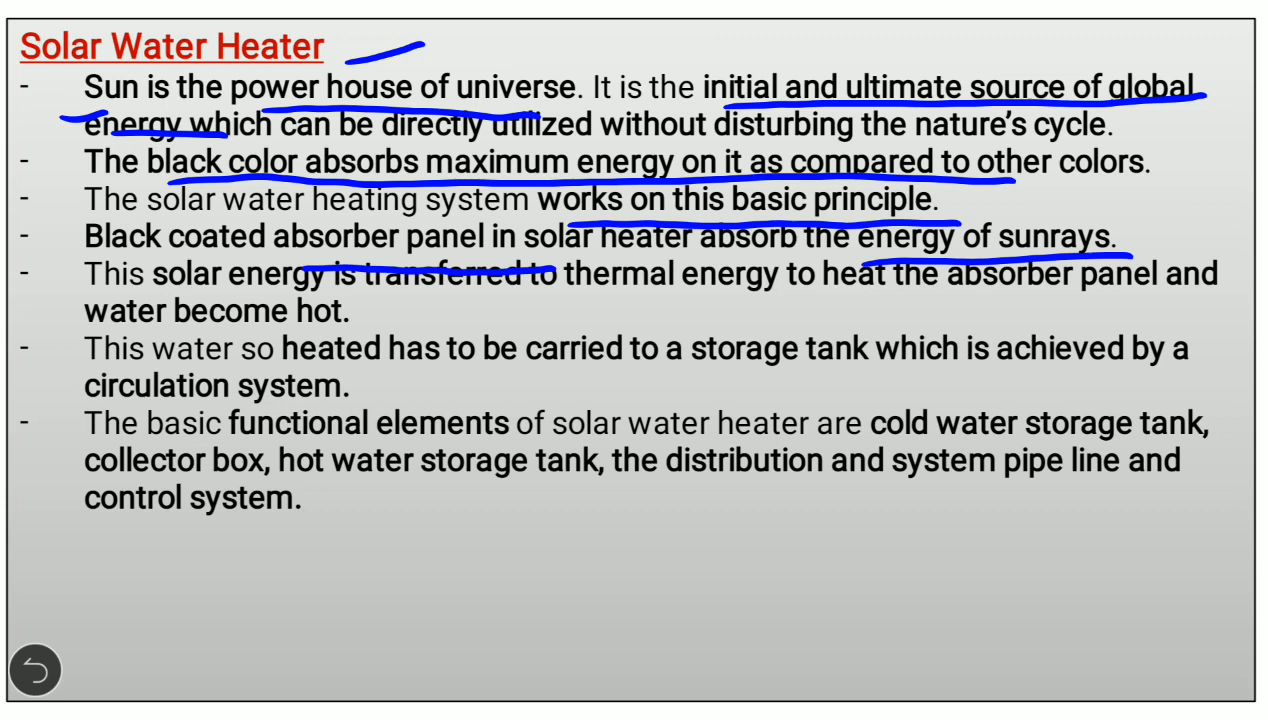 Solar Water Heater
- Sun is the power house of universe. It is the initial and ultimate source of global
energy which can be directly utilized without disturbing the nature's cycle.
- The black color absorbs maximum energy on it as compared to other colors.
- The solar water heating system works on this basic principle.
- Black coated absorber panel in solar heater absorb the energy of sunrays.
- This solar energy is transferred to thermal energy to heat the absorber panel and
water become hot.
- This water so heated has to be carried to a storage tank which is achieved by a
circulation system.
- The basic functional elements of solar water heater are cold water storage tank,
collector box, hot water storage tank, the distribution and system pipe line and
control system.